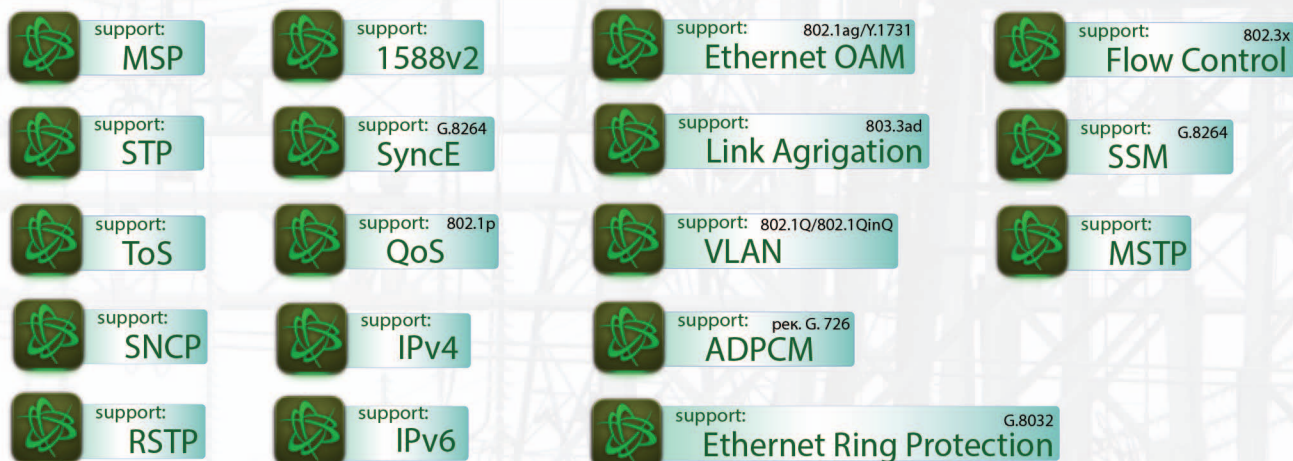 support:
MSP
support:
1588v2
support: 802.1ag/Y.1731
Ethernet OAM
support: 802.3x
Flow Control
support:
STP
support: G.8264
SyncE
support: 803.3ad
Link Agrigation
support: G.8264
SSM
support:
ToS
support: 802.1p
QoS
support: 802.1Q/802.1QinQ
VLAN
support:
MSTP
support:
SNCP
support:
IPv4
support: рек. G. 726
ADPCM
support:
RSTP
support:
IPv6
support: G.8032
Ethernet Ring Protection